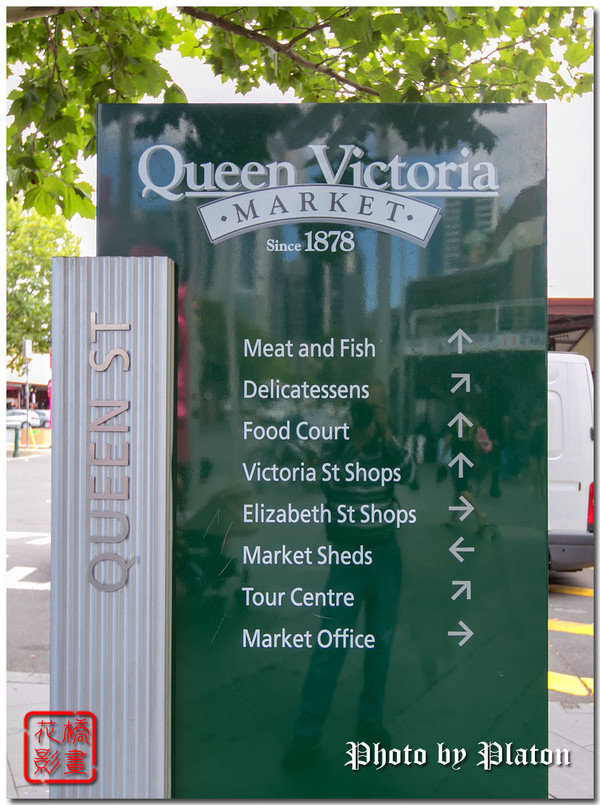 Queen Victoria
·MARKET·
Since 1878
QUEEN ST
Meat and Fish ↑
Delicatessens ↗
Food Court ↑
Victoria St Shops ↑
Elizabeth St Shops →
Market Sheds ←
Tour Centre ↗
Market Office →
花橋
影畫
Photo by Platon